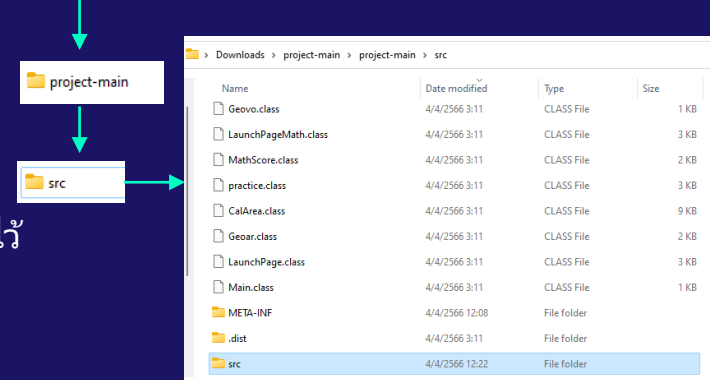 project-main
src
ไว้
Downloads > project-main > project-main > src
Name Date modified Type Size
Geovo.class 4/4/2566 3:11 CLASS File 1 KB
LaunchPageMath.class 4/4/2566 3:11 CLASS File 3 KB
MathScore.class 4/4/2566 3:11 CLASS File 2 KB
practice.class 4/4/2566 3:11 CLASS File 3 KB
CalArea.class 4/4/2566 3:11 CLASS File 9 KB
Geoar.class 4/4/2566 3:11 CLASS File 2 KB
LaunchPage.class 4/4/2566 3:11 CLASS File 3 KB
Main.class 4/4/2566 3:11 CLASS File 1 KB
META-INF 4/4/2566 12:08 File folder
.dist 4/4/2566 3:11 File folder
src 4/4/2566 12:22 File folder